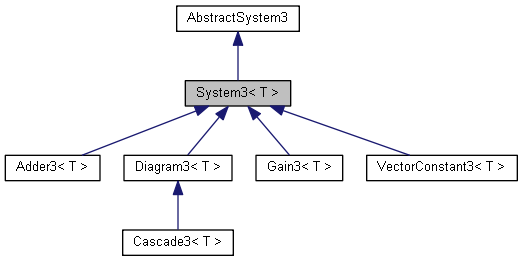 AbstractSystem3
System3< T >
Adder3< T >
Diagram3< T >
Gain3< T >
VectorConstant3< T >
Cascade3< T >